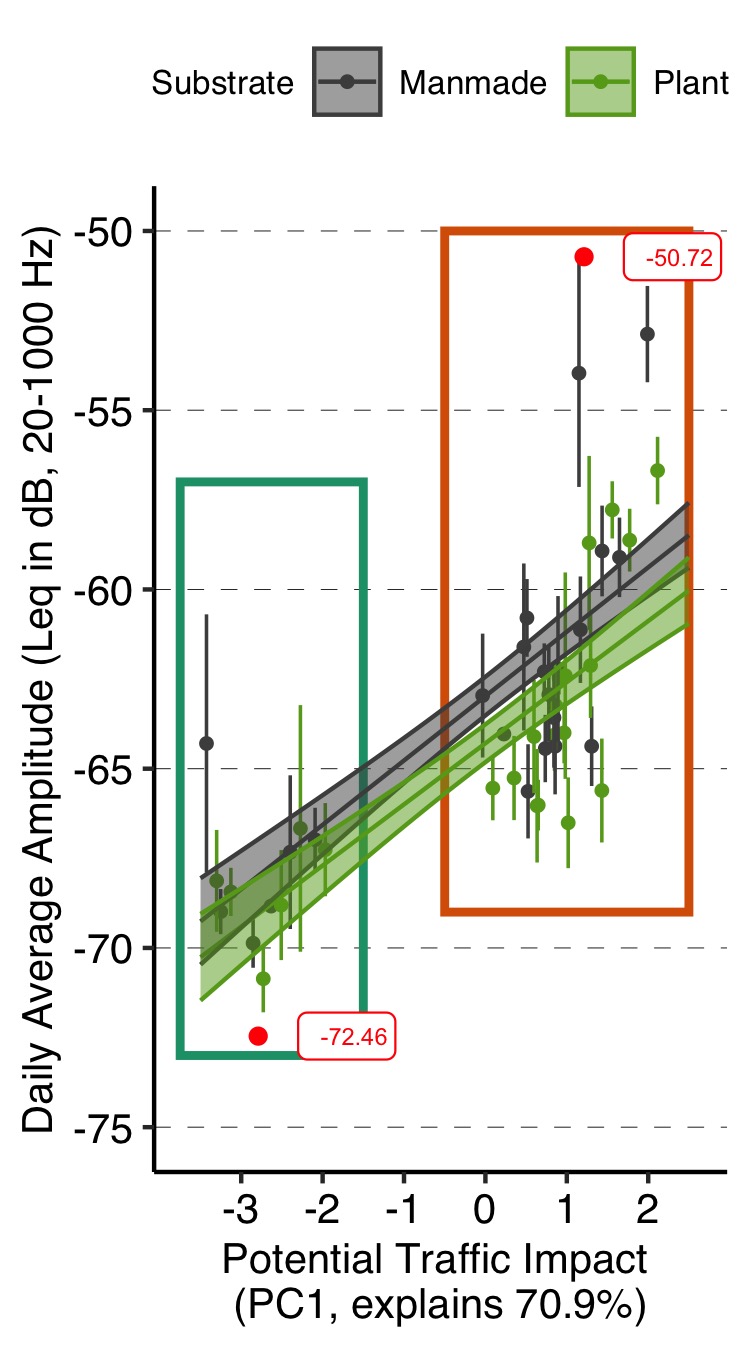 Substrate Manmade Plant
Daily Average Amplitude (Leq in dB, 20-1000 Hz)
-50
-55
-60
-65
-70
-75
-50.72
-72.46
-3 -2 -1 0 1 2
Potential Traffic Impact
(PC1, explains 70.9%)